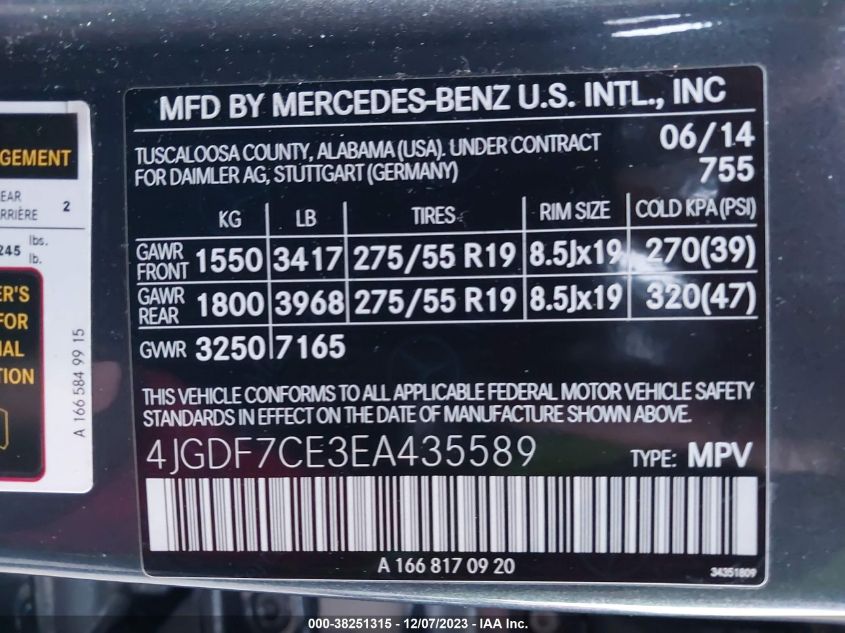 GEMENT
EAR
RRIÈRE 2
245 lbs.
lb.
ER'S
FOR
IAL
TION
A 166 584 99 15
MFD BY MERCEDES-BENZ U.S. INTL., INC
TUSCALOOSA COUNTY, ALABAMA (USA). UNDER CONTRACT 06/14
FOR DAIMLER AG, STUTTGART (GERMANY) 755
KG LB TIRES RIM SIZE COLD KPA(PSI)
GAWR FRONT 1550 3417 275/55 R19 8.5Jx19 270(39)
GAWR REAR 1800 3968 275/55 R19 8.5Jx19 320(47)
GVWR 3250 7165
THIS VEHICLE CONFORMS TO ALL APPLICABLE FEDERAL MOTOR VEHICLE SAFETY
STANDARDS IN EFFECT ON THE DATE OF MANUFACTURE SHOWN ABOVE.
4JGDF7CE3EA435589 TYPE: MPV
A 166 817 09 20
34351809
000-38251315 - 12/07/2023 - IAA, Inc.